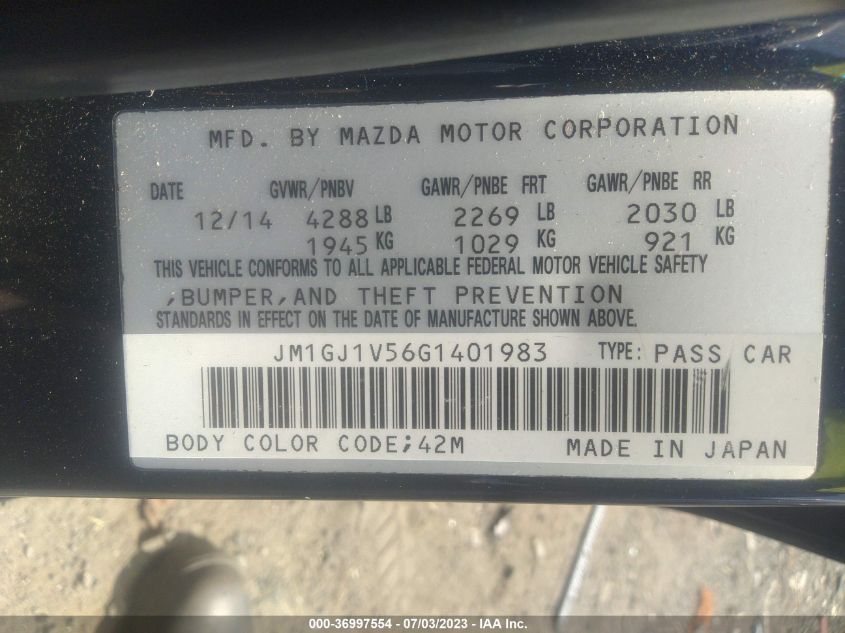 MFD. BY MAZDA MOTOR CORPORATION
DATE GVWR/PNBV GAWR/PNBE FRT GAWR/PNBE RR
12/14 4288 LB 2269 LB 2030 LB
1945 KG 1029 KG 921 KG
THIS VEHICLE CONFORMS TO ALL APPLICABLE FEDERAL MOTOR VEHICLE SAFETY
,BUMPER,AND THEFT PREVENTION
STANDARDS IN EFFECT ON THE DATE OF MANUFACTURE SHOWN ABOVE.
JM1GJ1V56G1401983 TYPE: PASS CAR
BODY COLOR CODE;42M MADE IN JAPAN
000-36997554 - 07/03/2023 - IAA Inc.